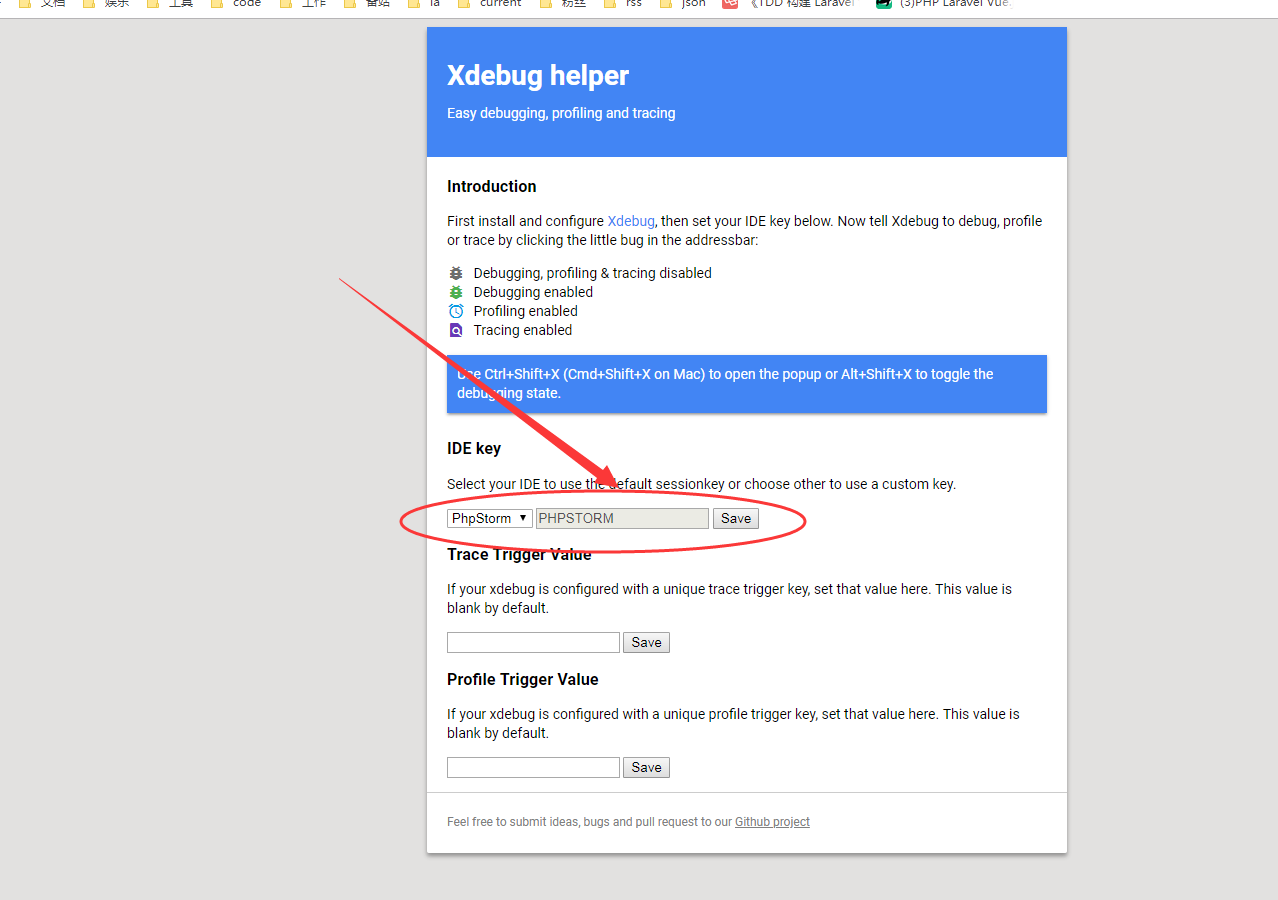 文档 娱乐 工具 code 工作 备站 la current 粉丝 rss json 《TDD 构建 Laravel (3)PHP Laravel Vue.
Xdebug helper
Easy debugging, profiling and tracing
Introduction
First install and configure Xdebug, then set your IDE key below. Now tell Xdebug to debug, profile
or trace by clicking the little bug in the addressbar:
Debugging, profiling & tracing disabled
Debugging enabled
Profiling enabled
Tracing enabled
Use Ctrl+Shift+X (Cmd+Shift+X on Mac) to open the popup or Alt+Shift+X to toggle the
debugging state.
IDE key
Select your IDE to use the default sessionkey or choose other to use a custom key.
PhpStorm PHPSTORM Save
Trace Trigger Value
If your xdebug is configured with a unique trace trigger key, set that value here. This value is
blank by default.
Save
Profile Trigger Value
If your xdebug is configured with a unique profile trigger key, set that value here. This value is
blank by default.
Save
Feel free to submit ideas, bugs and pull request to our Github project